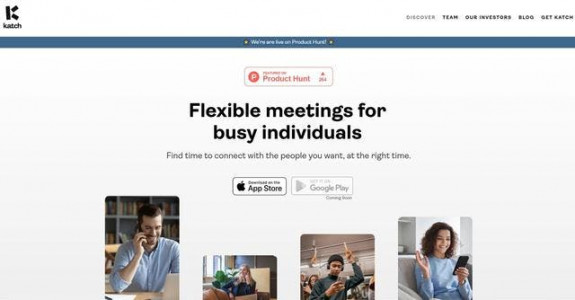 katch
DISCOVER TEAM OUR INVESTORS BLOG GET KATCH
We're are live on Product Hunt!
FEATURED ON
Product Hunt
Flexible meetings for
busy individuals
Find time to connect with the people you want, at the right time.
Download on the
App Store
GET IT ON
Google Play
Coming Soon